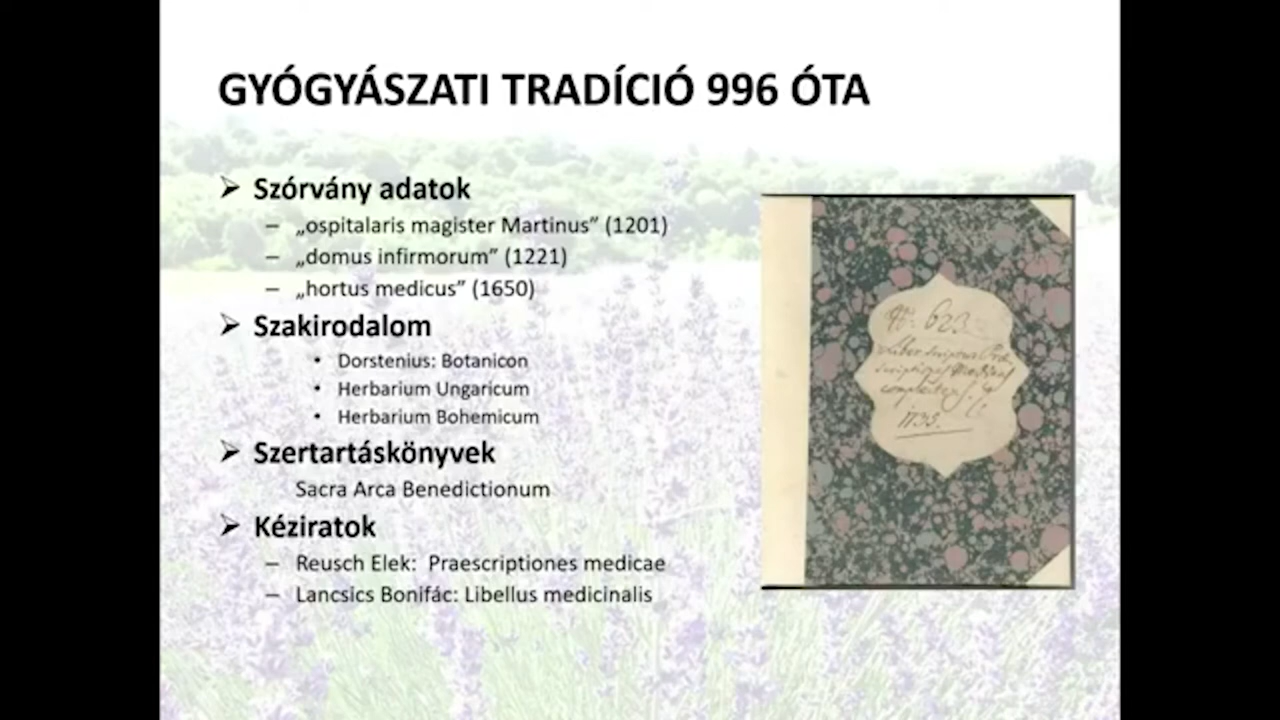 GYÓGYÁSZATI TRADÍCIÓ 996 ÓTA
Szórvány adatok
– „ospitalaris magister Martinus” (1201)
– „domus infirmorum” (1221)
– „hortus medicus” (1650)
Szakirodalom
• Dorstenius: Botanicon
• Herbarium Ungaricum
• Herbarium Bohemicum
Szertartáskönyvek
Sacra Arca Benedictionum
Kéziratok
– Reusch Elek: Praescriptiones medicae
– Lancsics Bonifác: Libellus medicinalis
623
Liber